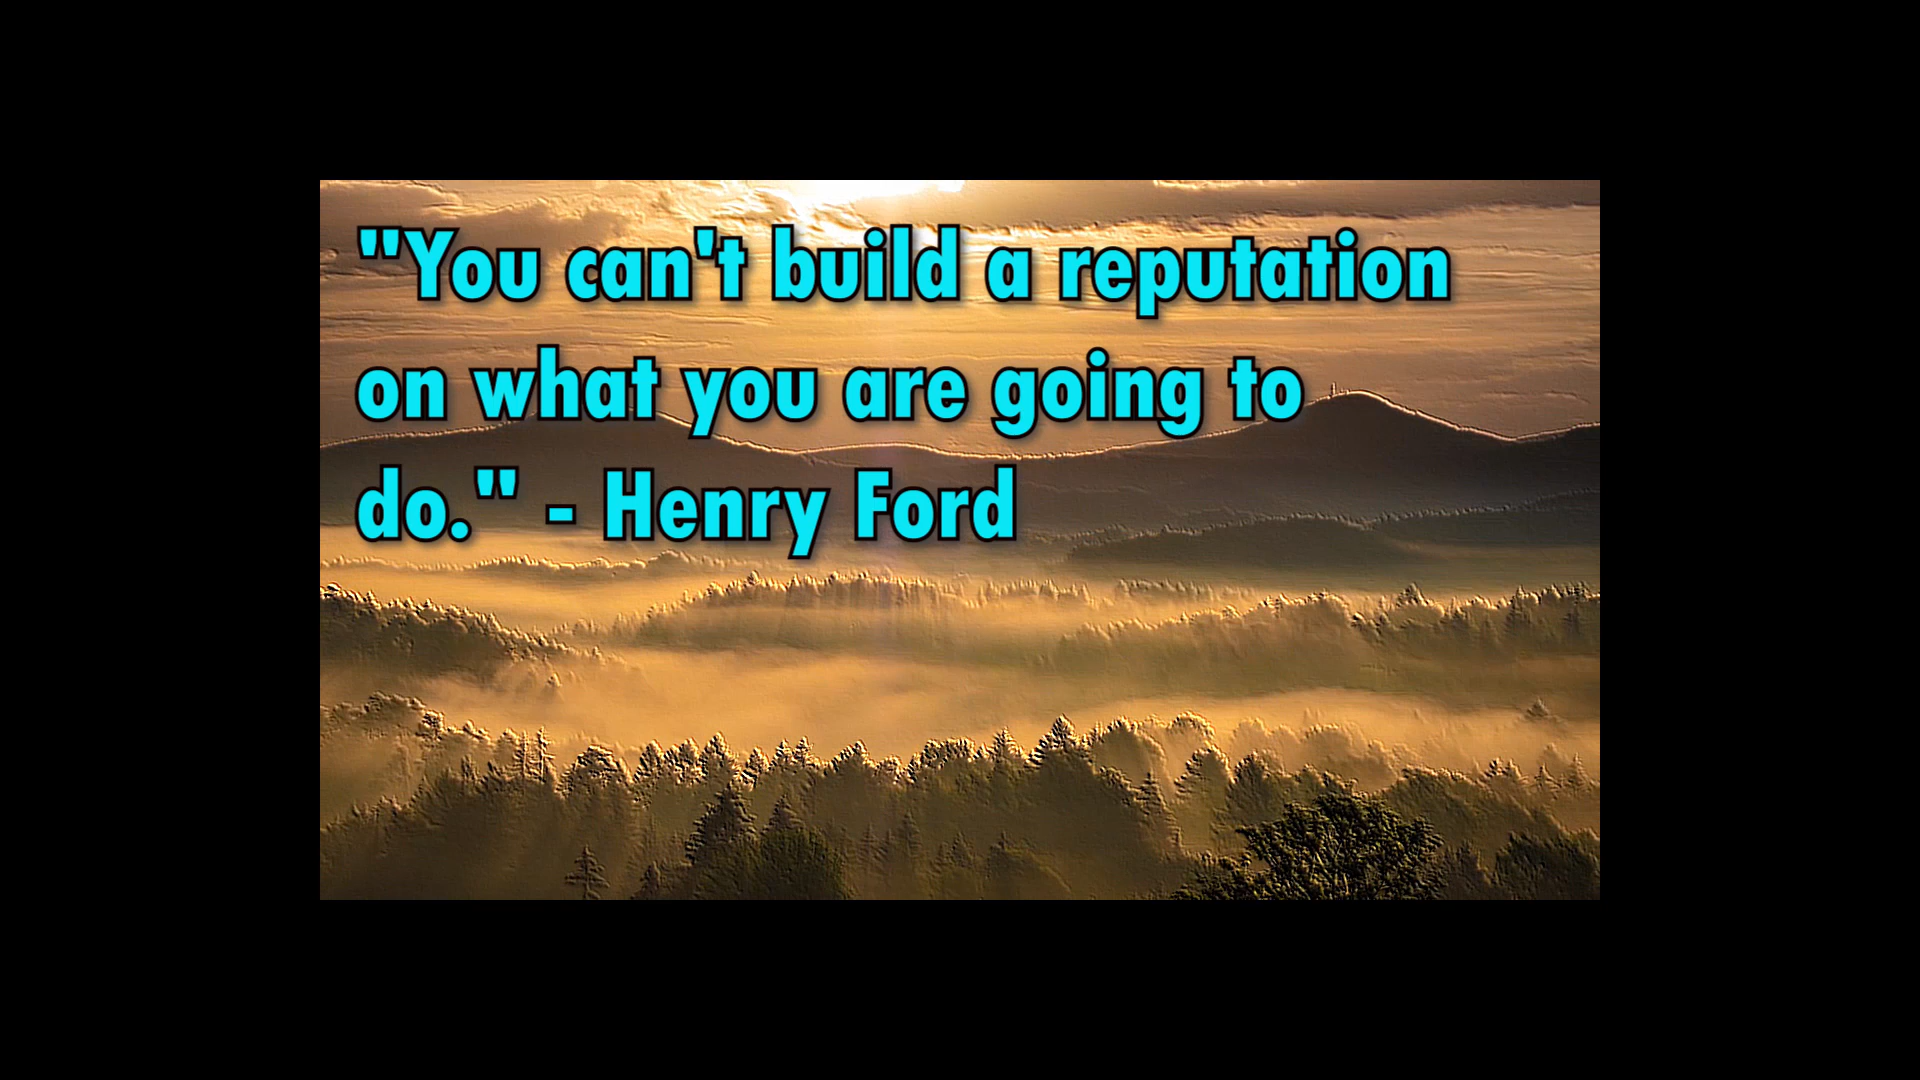 "You can't build a reputation
on what you are going to
do." - Henry Ford